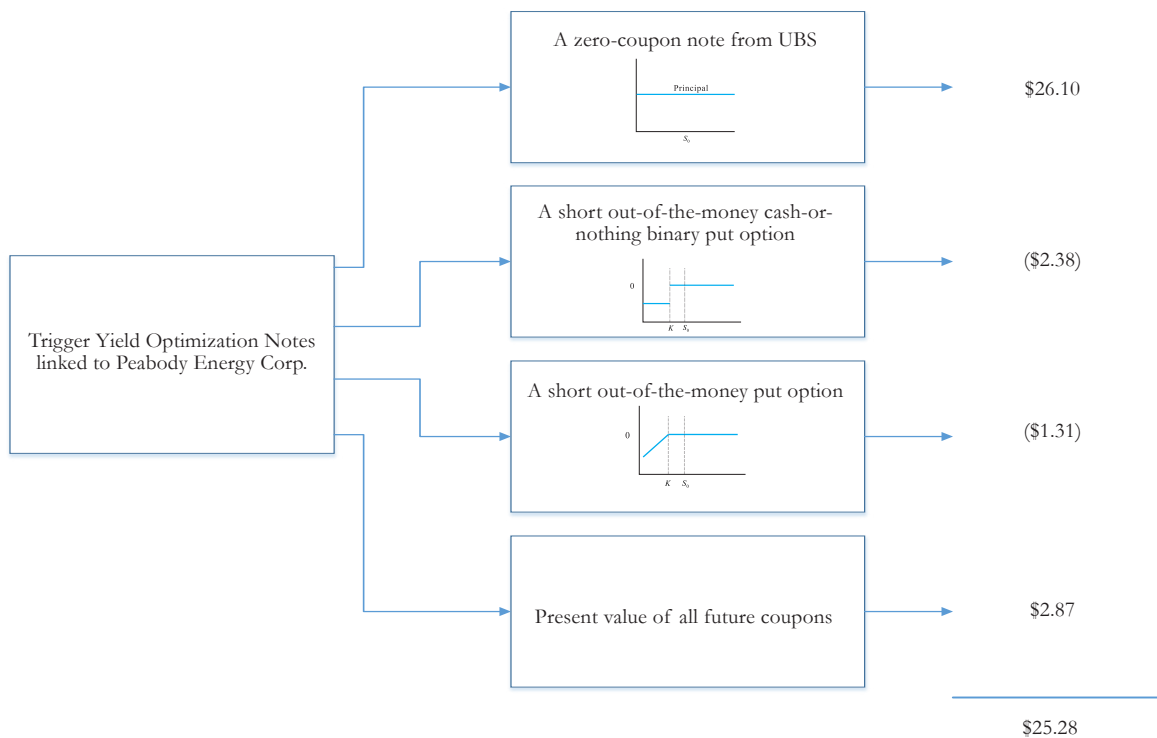 A zero-coupon note from UBS
Principal
S₀
$26.10
A short out-of-the-money cash-or-
nothing binary put option
0
K S₀
($2.38)
Trigger Yield Optimization Notes
linked to Peabody Energy Corp.
A short out-of-the-money put option
0
K S₀
($1.31)
Present value of all future coupons
$2.87
$25.28